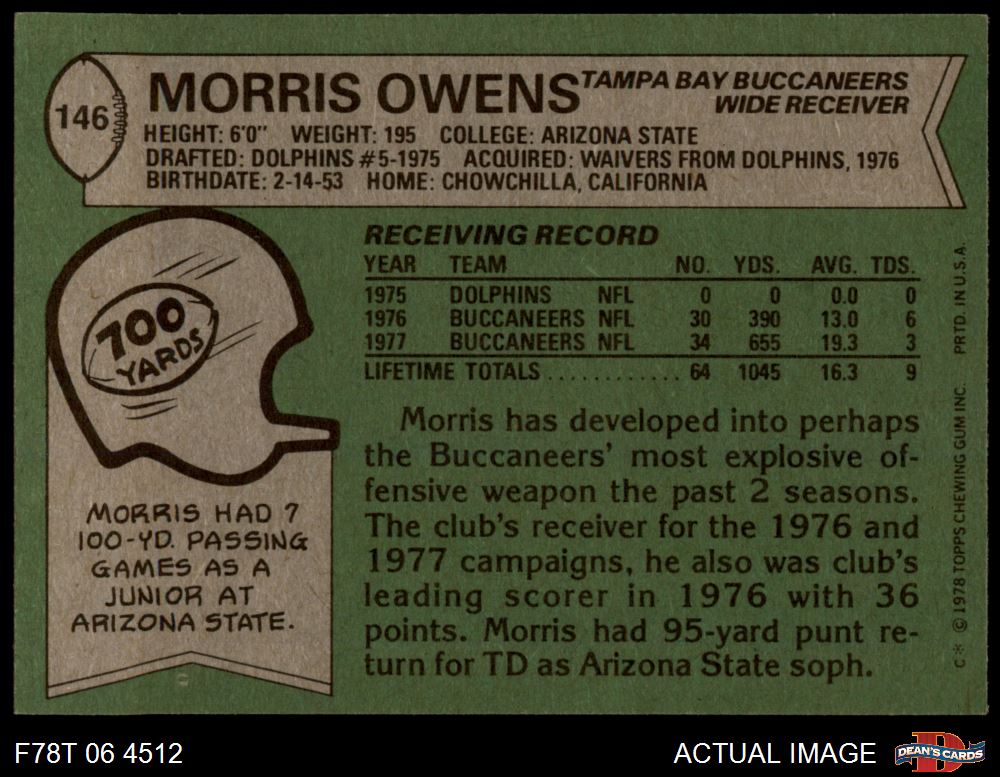 146
MORRIS OWENS TAMPA BAY BUCCANEERS
WIDE RECEIVER
HEIGHT: 6'0" WEIGHT: 195 COLLEGE: ARIZONA STATE
DRAFTED: DOLPHINS #5-1975 ACQUIRED: WAIVERS FROM DOLPHINS, 1976
BIRTHDATE: 2-14-53 HOME: CHOWCHILLA, CALIFORNIA
700
YARDS
MORRIS HAD 7
100-YD. PASSING
GAMES AS A
JUNIOR AT
ARIZONA STATE.
RECEIVING RECORD
YEAR TEAM NO. YDS. AVG. TDS.
1975 DOLPHINS NFL 0 0 0.0 0
1976 BUCCANEERS NFL 30 390 13.0 6
1977 BUCCANEERS NFL 34 655 19.3 3
LIFETIME TOTALS............ 64 1045 16.3 9
Morris has developed into perhaps
the Buccaneers' most explosive of-
fensive weapon the past 2 seasons.
The club's receiver for the 1976 and
1977 campaigns, he also was club's
leading scorer in 1976 with 36
points. Morris had 95-yard punt re-
turn for TD as Arizona State soph.
C* © 1978 TOPPS CHEWING GUM INC. PRTD. IN U.S.A.
F78T 06 4512
ACTUAL IMAGE
D
DEAN'S CARDS